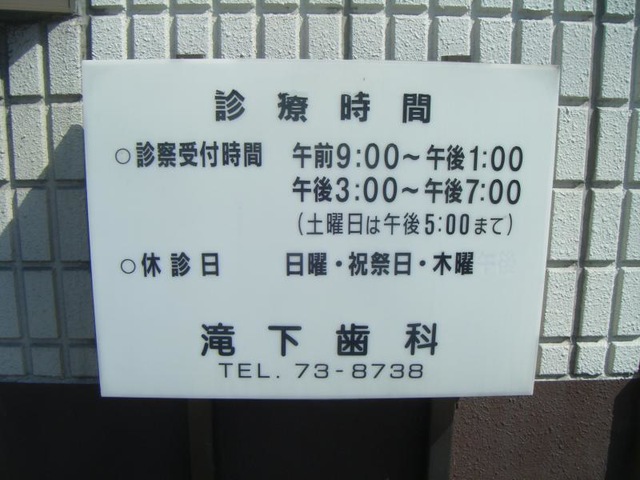 診療時間
○診察受付時間 午前9:00～午後1:00
午後3:00～午後7:00
(土曜日は午後5:00まで)
○休診日 日曜・祝祭日・木曜
滝下歯科
TEL. 73-8738